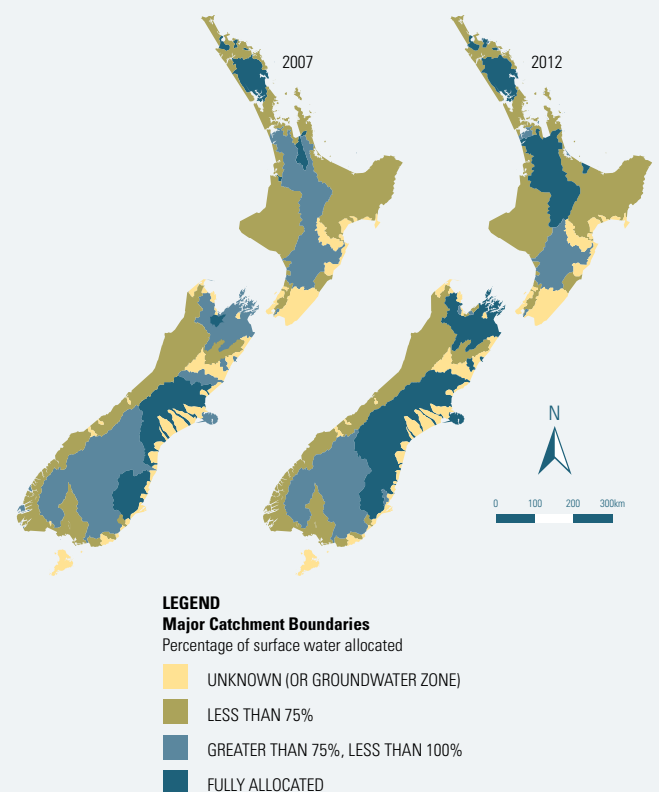 2007
2012
N
0 100 200 300km
LEGEND
Major Catchment Boundaries
Percentage of surface water allocated
UNKNOWN (OR GROUNDWATER ZONE)
LESS THAN 75%
GREATER THAN 75%, LESS THAN 100%
FULLY ALLOCATED